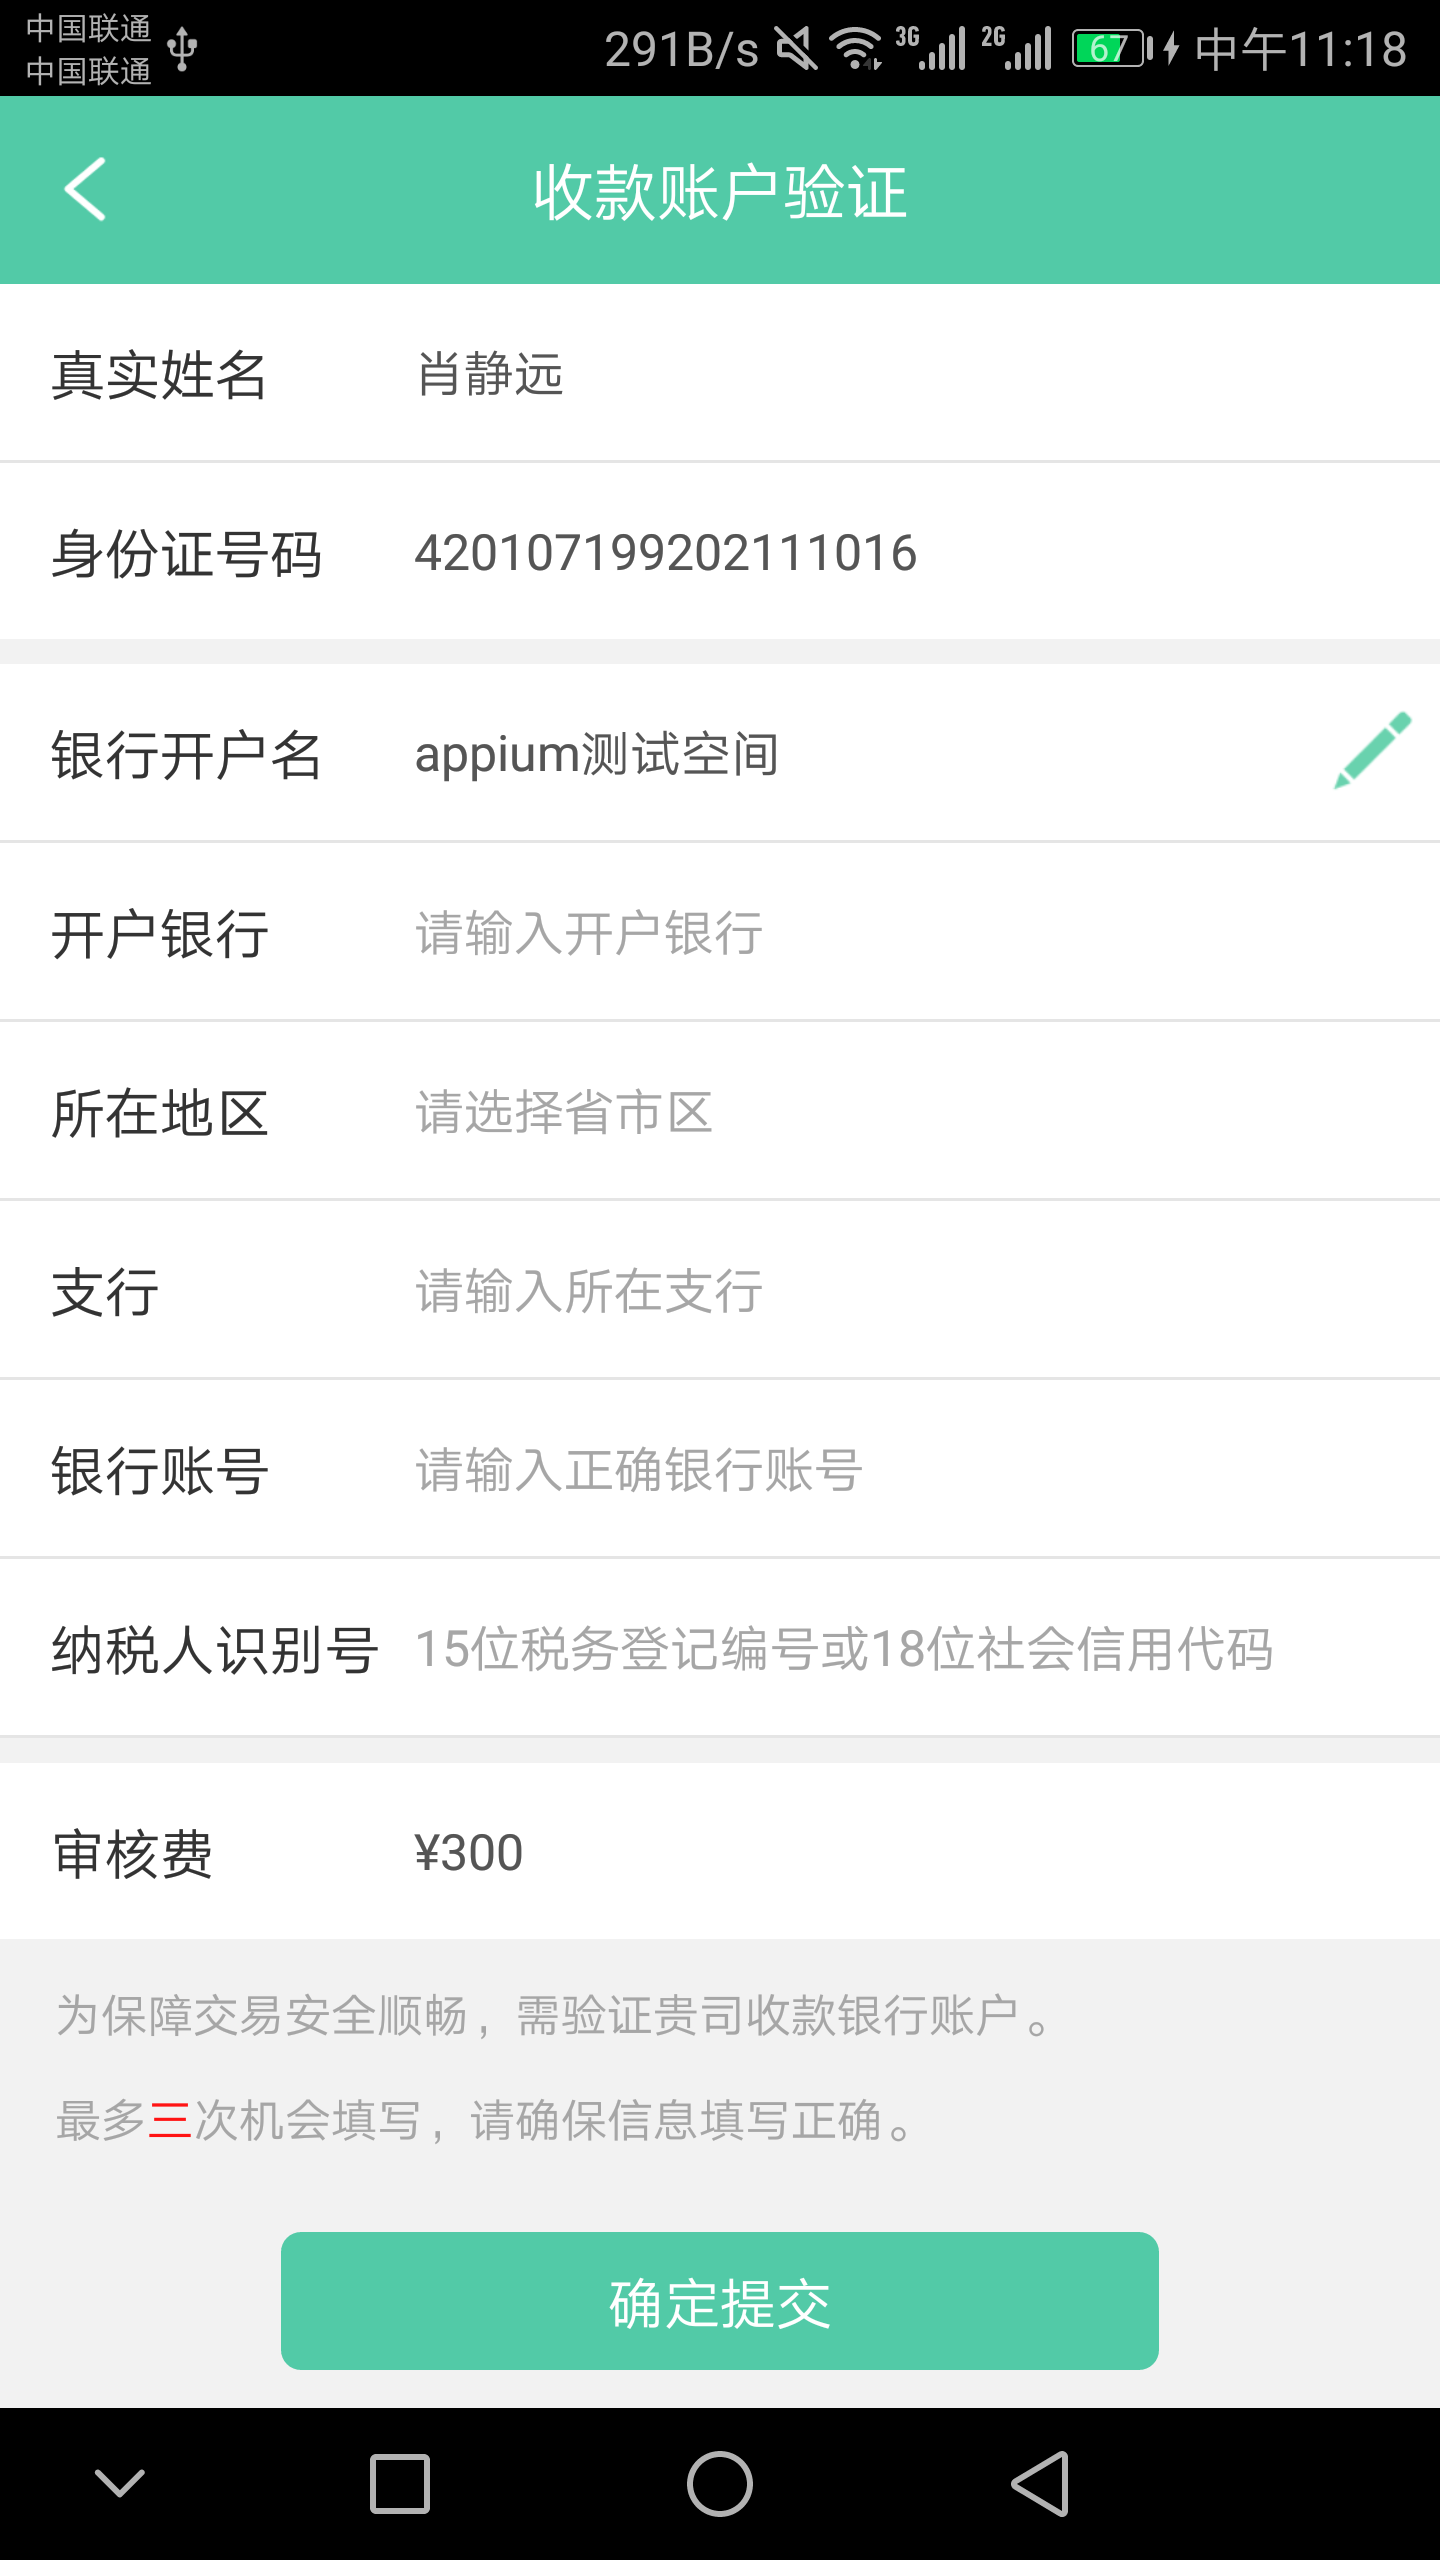 中国联通
中国联通
291B/s 3G 2G 67 中午11:18
收款账户验证
真实姓名 肖静远
身份证号码 420107199202111016
银行开户名 appium测试空间
开户银行 请输入开户银行
所在地区 请选择省市区
支行 请输入所在支行
银行账号 请输入正确银行账号
纳税人识别号 15位税务登记编号或18位社会信用代码
审核费 ¥300
为保障交易安全顺畅，需验证贵司收款银行账户。
最多三次机会填写，请确保信息填写正确。
确定提交